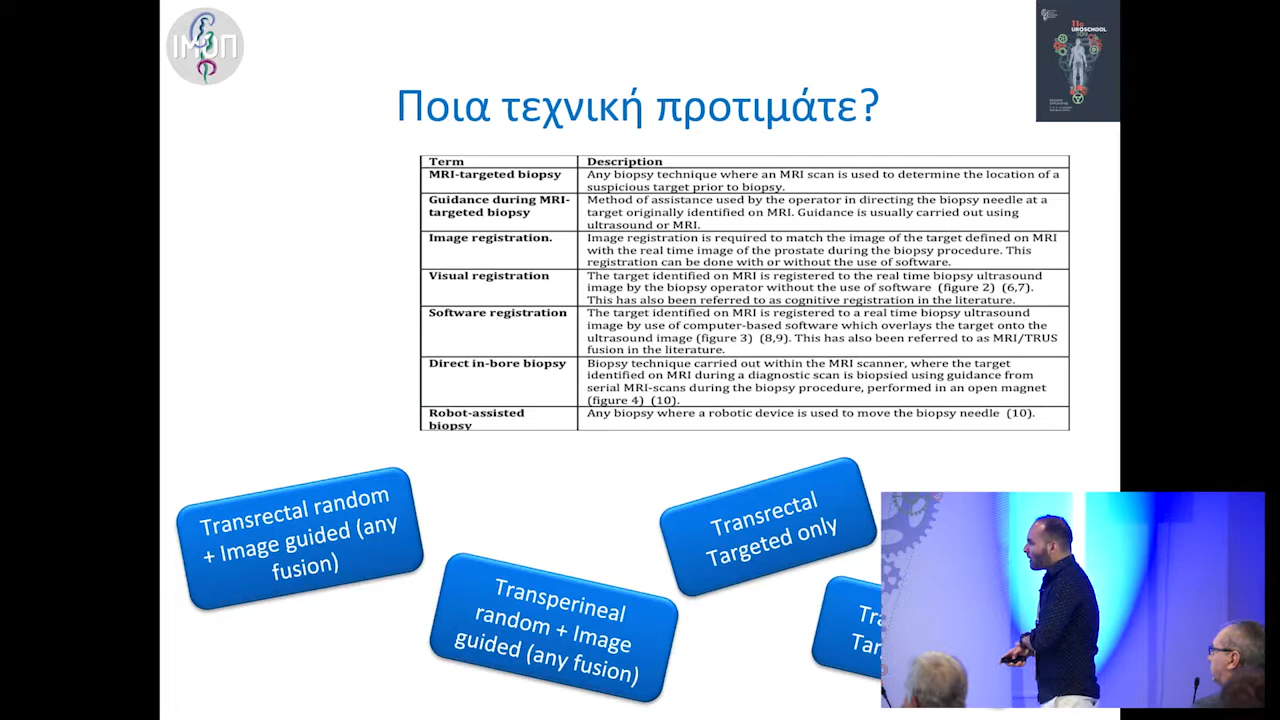 ΙΜΟΠ
11ο
UROSCHOOL
Ποια τεχνική προτιμάτε?
Term Description
MRI-targeted biopsy Any biopsy technique where an MRI scan is used to determine the location of a
suspicious target prior to biopsy.
Guidance during MRI- Method of assistance used by the operator in directing the biopsy needle at a
targeted biopsy target originally identified on MRI. Guidance is usually carried out using
ultrasound or MRI.
Image registration. Image registration is required to match the image of the target defined on MRI
with the real time image of the prostate during the biopsy procedure. This
registration can be done with or without the use of software.
Visual registration The target identified on MRI is registered to the real time biopsy ultrasound
image by the biopsy operator without the use of software (figure 2) (6,7).
This has also been referred to as cognitive registration in the literature.
Software registration The target identified on MRI is registered to a real time biopsy ultrasound
image by use of computer-based software which overlays the target onto the
ultrasound image (figure 3) (8,9). This has also been referred to as MRI/TRUS
fusion in the literature.
Direct in-bore biopsy Biopsy technique carried out within the MRI scanner, where the target
identified on MRI during a diagnostic scan is biopsied using guidance from
serial MRI-scans during the biopsy procedure, performed in an open magnet
(figure 4) (10).
Robot-assisted Any biopsy where a robotic device is used to move the biopsy needle (10).
biopsy
Transrectal random
+ Image guided (any
fusion)
Transperineal
random + Image
guided (any fusion)
Transrectal
Targeted only
Tra
Tar